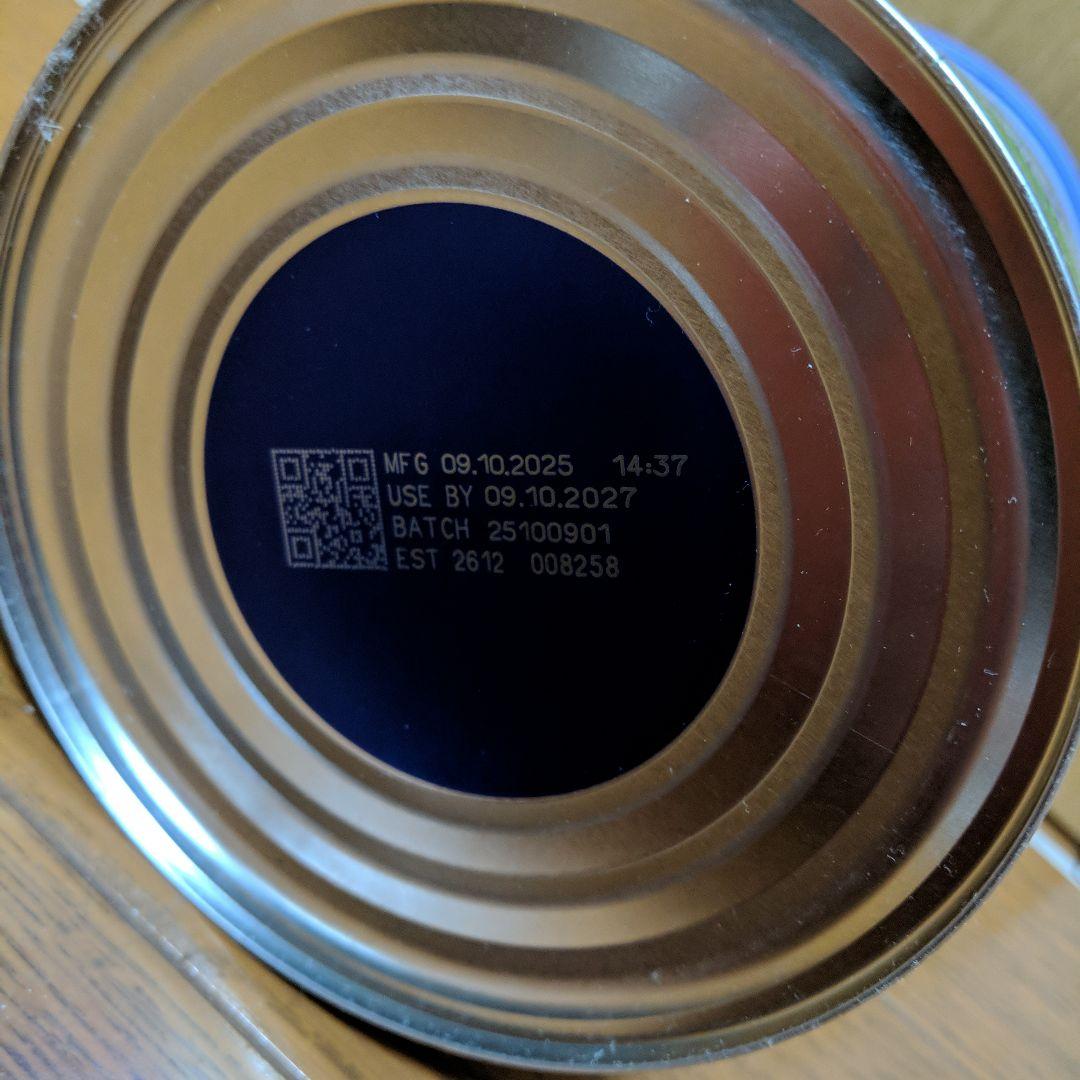 MFG 09.10.2025 14:37
USE BY 09.10.2027
BATCH 25100901
EST 2612 008258